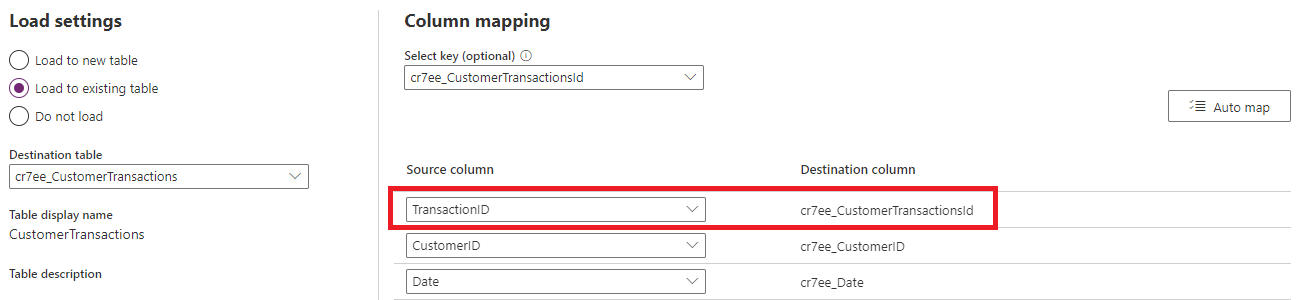 Load settings
Load to new table
Load to existing table
Do not load
Destination table
cr7ee_CustomerTransactions
Table display name
CustomerTransactions
Table description
Column mapping
Select key (optional)
cr7ee_CustomerTransactionsId
Auto map
Source column Destination column
TransactionID cr7ee_CustomerTransactionsId
CustomerID cr7ee_CustomerID
Date cr7ee_Date